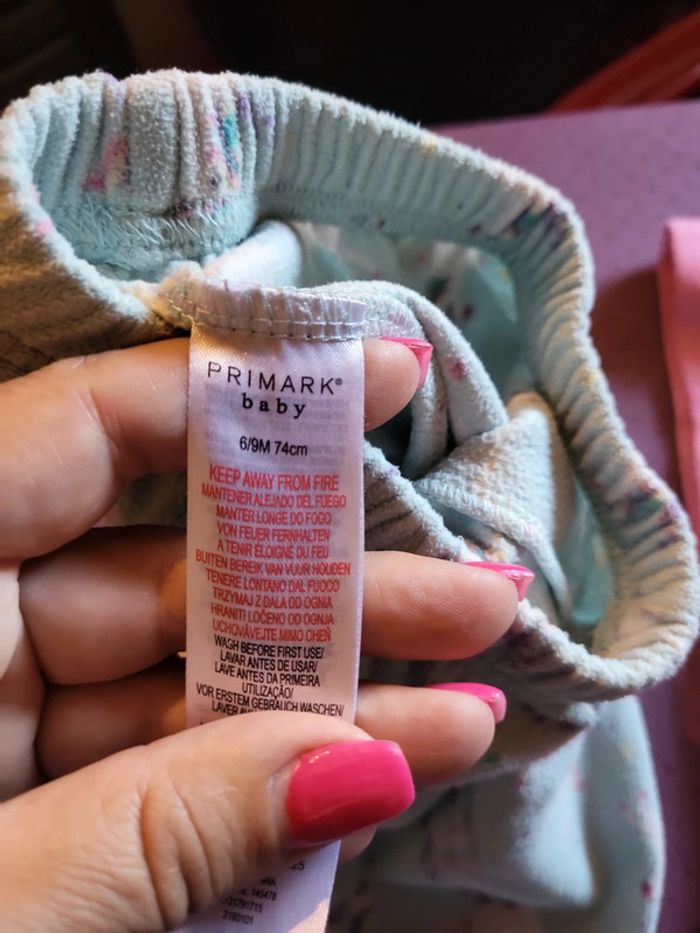 PRIMARK®
baby
6/9M 74cm
KEEP AWAY FROM FIRE
MANTENER ALEJADO DEL FUEGO
MANTER LONGE DO FOGO
VON FEUER FERNHALTEN
A TENIR ÉLOIGNÉ DU FEU
BUITEN BEREIK VAN VUUR HOUDEN
TENERE LONTANO DAL FUOCO
TRZYMAJ Z DALA OD OGNIA
HRANITI LOČENO OD OGNJA
UCHOVÁVEJTE MIMO OHEŇ
WASH BEFORE FIRST USE/
LAVAR ANTES DE USAR/
LAVE ANTES DA PRIMEIRA
UTILIZAÇÃO/
VOR ERSTEM GEBRAUCH WASCHEN/
LAVER
145478
2190101